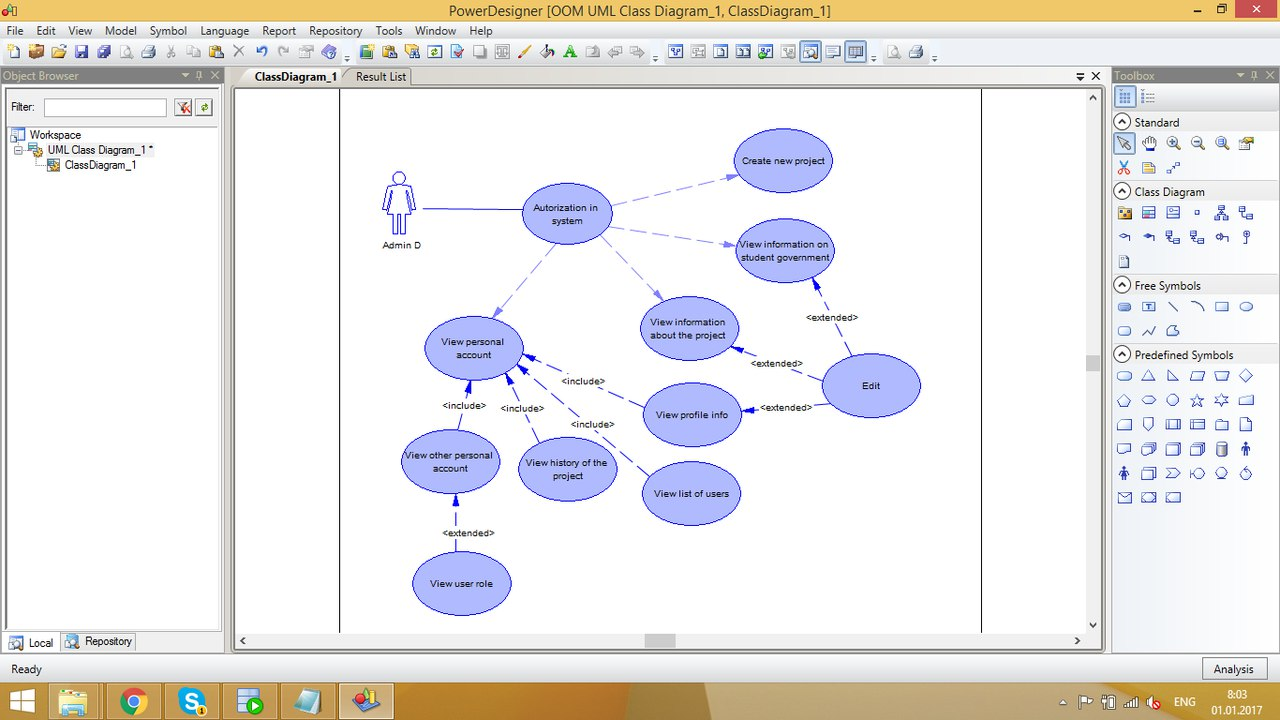 PowerDesigner [OOM UML Class Diagram_1, ClassDiagram_1]
File Edit View Model Symbol Language Report Repository Tools Window Help
Object Browser
ClassDiagram_1
Result List
Toolbox
Filter:
Workspace
UML Class Diagram_1 *
ClassDiagram_1
Standard
Class Diagram
Free Symbols
Predefined Symbols
Admin D
Autorization in
system
Create new project
View information on
student government
View information
about the project
View personal
account
<extended>
<extended>
<extended>
Edit
<include>
<include>
<include>
<include>
View profile info
View other personal
account
View history of the
project
View list of users
<extended>
View user role
Local
Repository
Ready
Analysis
ENG
8:03
01.01.2017